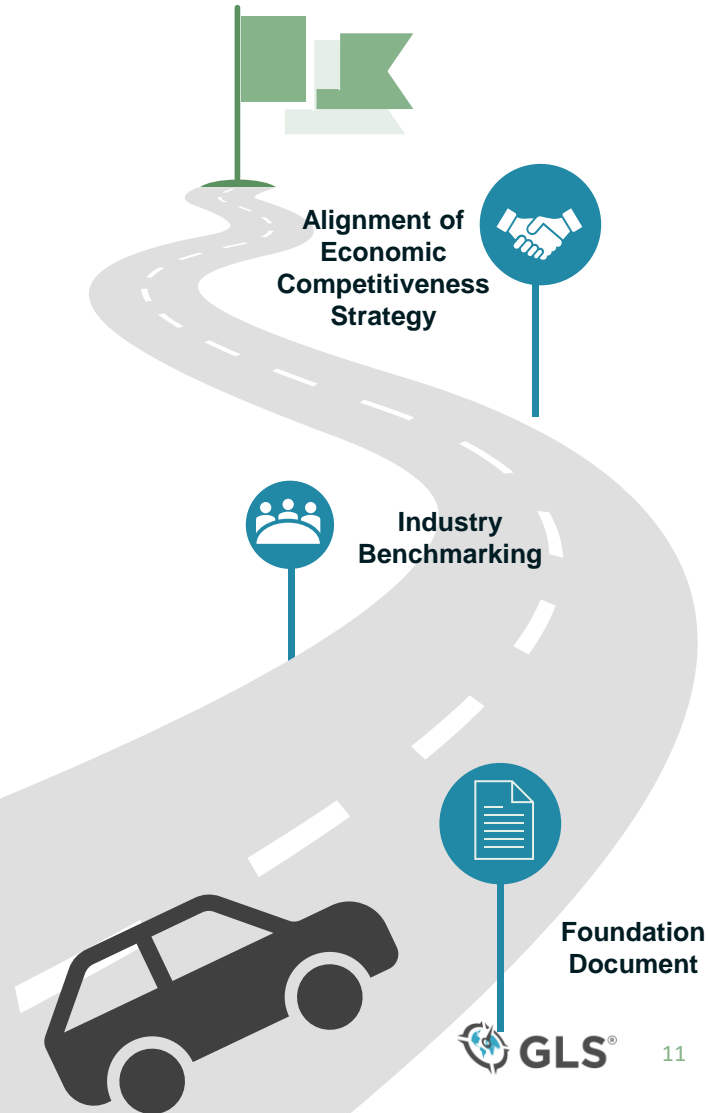 Alignment of
Economic
Competitiveness
Strategy
Industry
Benchmarking
Foundation
Document
GLS®
11